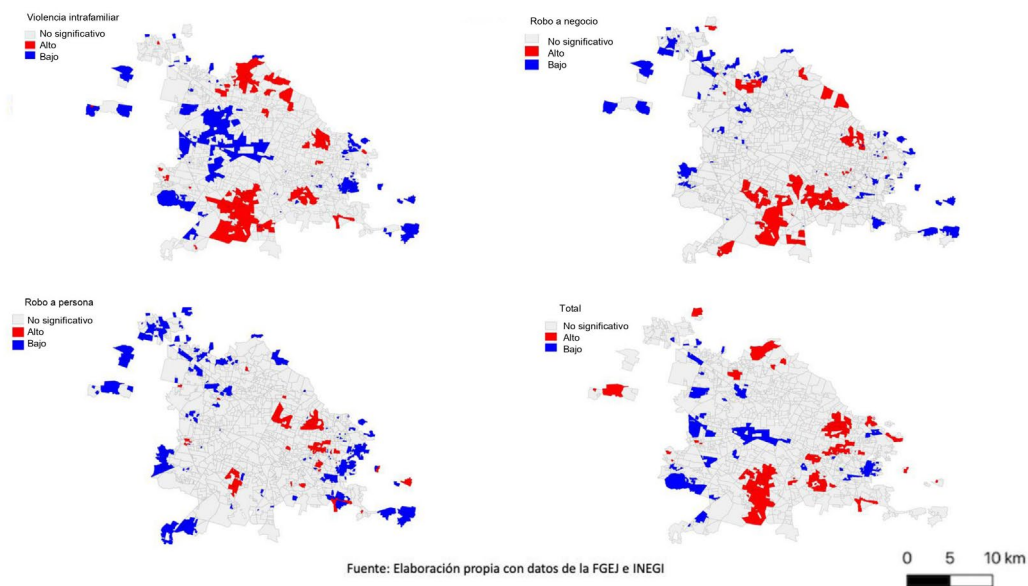 Violencia intrafamiliar
No significativo
Alto
Bajo
Robo a negocio
No significativo
Alto
Bajo
Robo a persona
No significativo
Alto
Bajo
Total
No significativo
Alto
Bajo
Fuente: Elaboración propia con datos de la FGEJ e INEGI
0 5 10 km